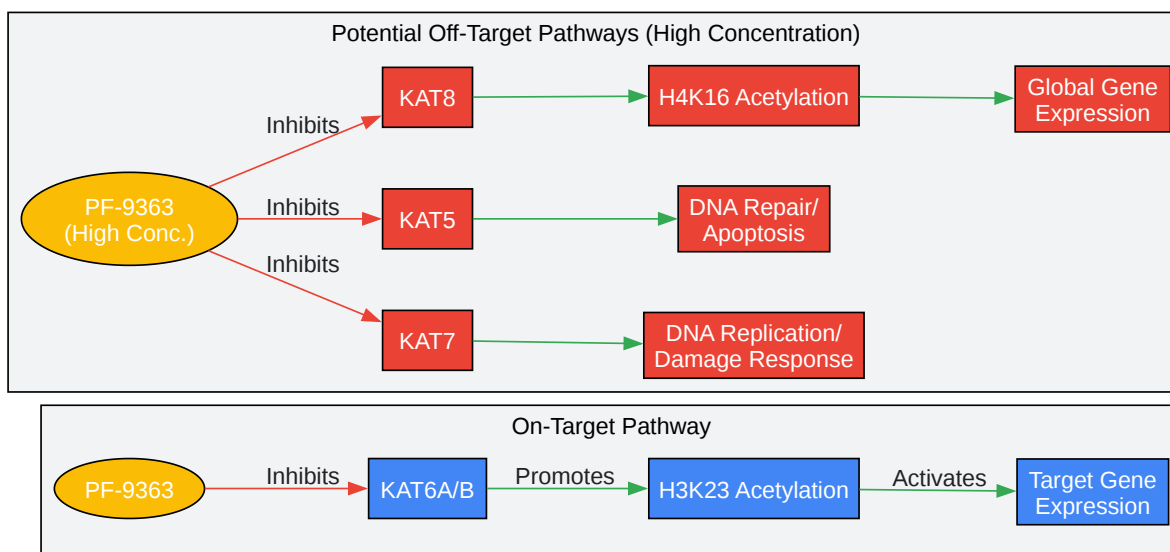 Potential Off-Target Pathways (High Concentration)
KAT8
H4K16 Acetylation
Global Gene
Expression
Inhibits
PF-9363
(High Conc.)
Inhibits
KAT5
DNA Repair/
Apoptosis
Inhibits
KAT7
DNA Replication/
Damage Response
On-Target Pathway
PF-9363
Inhibits
KAT6A/B
Promotes
H3K23 Acetylation
Activates
Target Gene
Expression